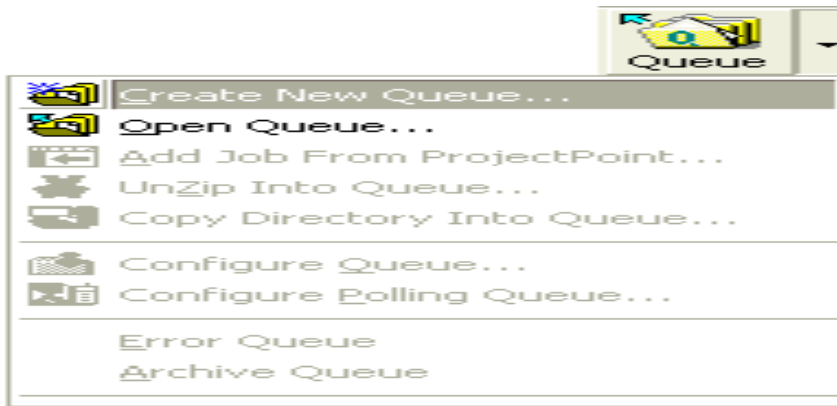 Q
Queue
Create New Queue...
Open Queue...
Add Job From ProjectPoint...
UnZip Into Queue...
Copy Directory Into Queue...
Configure Queue...
Configure Polling Queue...
Error Queue
Archive Queue